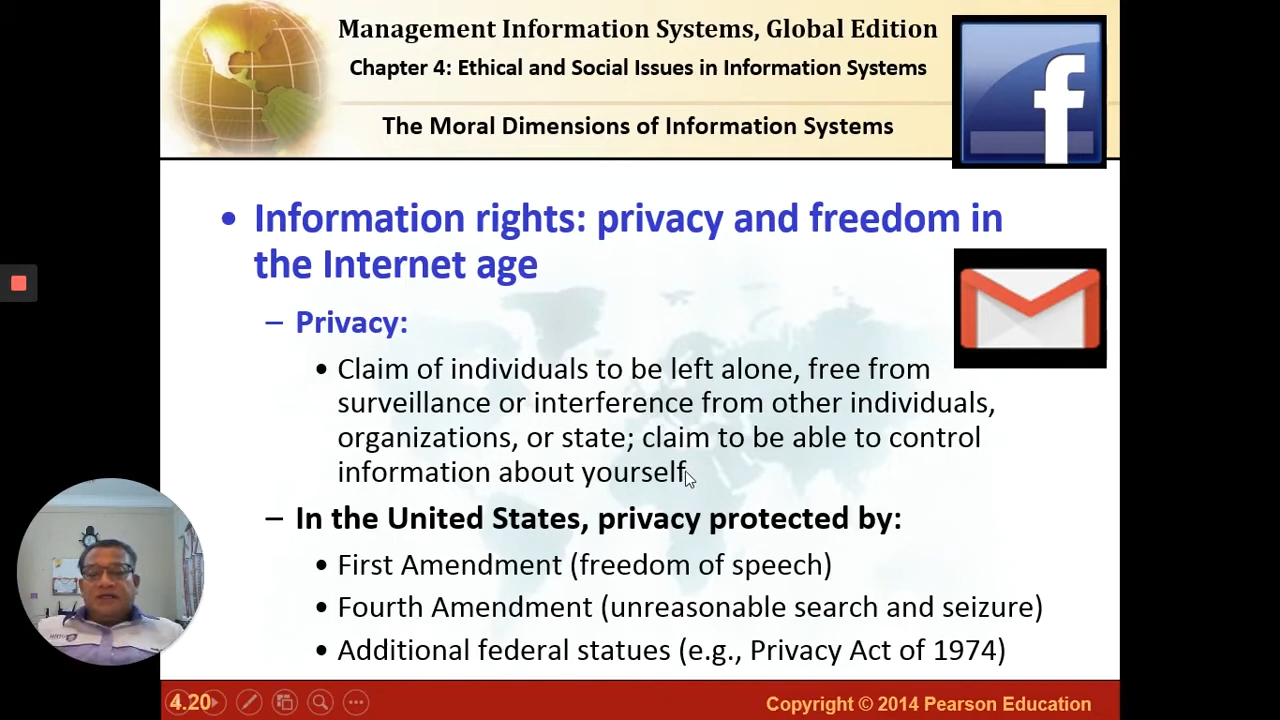 Management Information Systems, Global Edition
Chapter 4: Ethical and Social Issues in Information Systems
The Moral Dimensions of Information Systems
f
• Information rights: privacy and freedom in
the Internet age
– Privacy:
• Claim of individuals to be left alone, free from
surveillance or interference from other individuals,
organizations, or state; claim to be able to control
information about yourself.
– In the United States, privacy protected by:
• First Amendment (freedom of speech)
• Fourth Amendment (unreasonable search and seizure)
• Additional federal statues (e.g., Privacy Act of 1974)
4.20
Copyright © 2014 Pearson Education